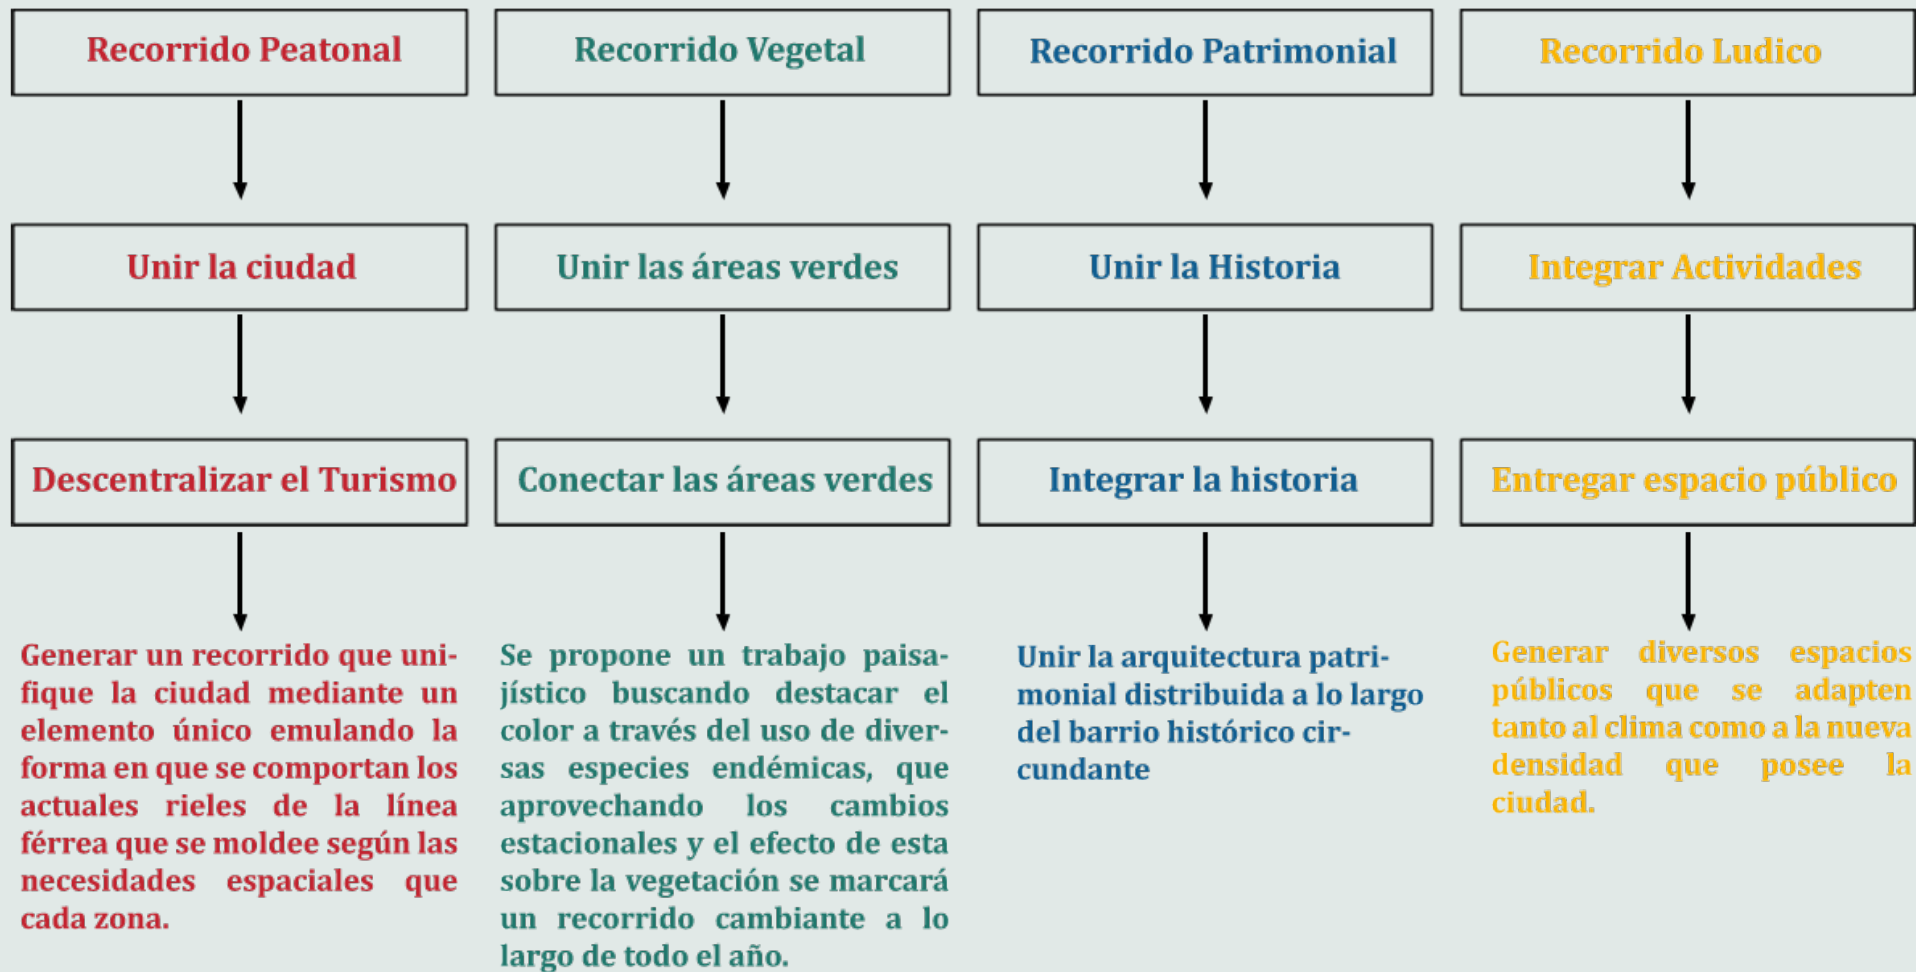 Recorrido Peatonal
Unir la ciudad
Descentralizar el Turismo
Generar un recorrido que uni-
fique la ciudad mediante un
elemento único emulando la
forma en que se comportan los
actuales rieles de la línea
férrea que se moldee según las
necesidades espaciales que
cada zona.
Recorrido Vegetal
Unir las áreas verdes
Conectar las áreas verdes
Se propone un trabajo paisa-
jístico buscando destacar el
color a través del uso de diver-
sas especies endémicas, que
aprovechando los cambios
estacionales y el efecto de esta
sobre la vegetación se marcará
un recorrido cambiante a lo
largo de todo el año.
Recorrido Patrimonial
Unir la Historia
Integrar la historia
Unir la arquitectura patri-
monial distribuida a lo largo
del barrio histórico cir-
cundante
Recorrido Ludico
Integrar Actividades
Entregar espacio público
Generar diversos espacios
públicos que se adapten
tanto al clima como a la nueva
densidad que posee la
ciudad.